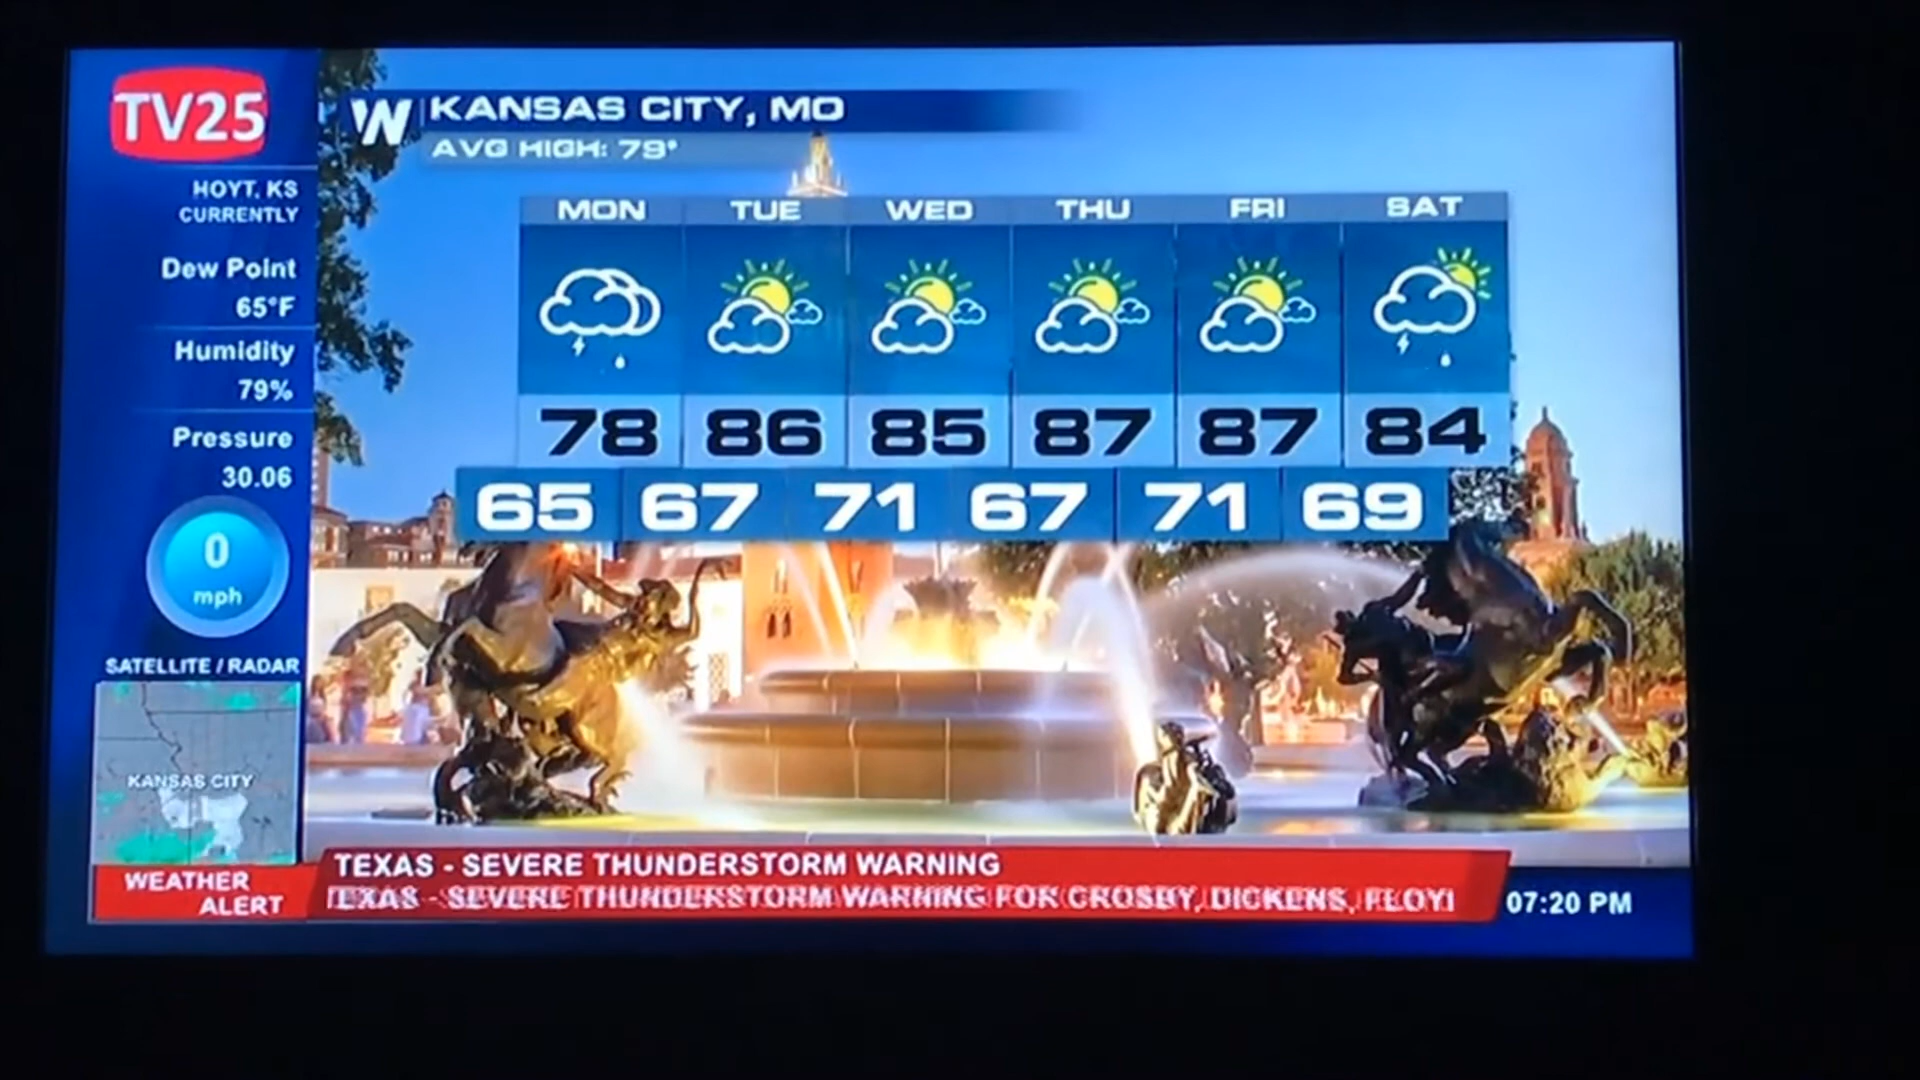 TV25
W
KANSAS CITY, MO
AVG HIGH: 79°
HOYT, KS
CURRENTLY
Dew Point
65°F
Humidity
79%
Pressure
30.06
0
mph
SATELLITE / RADAR
KANSAS CITY
MON TUE WED THU FRI SAT
78 86 85 87 87 84
65 67 71 67 71 69
WEATHER
ALERT
TEXAS - SEVERE THUNDERSTORM WARNING
TEXAS - SEVERE THUNDERSTORM WARNING FOR CROSBY, DICKENS, FLOY
07:20 PM